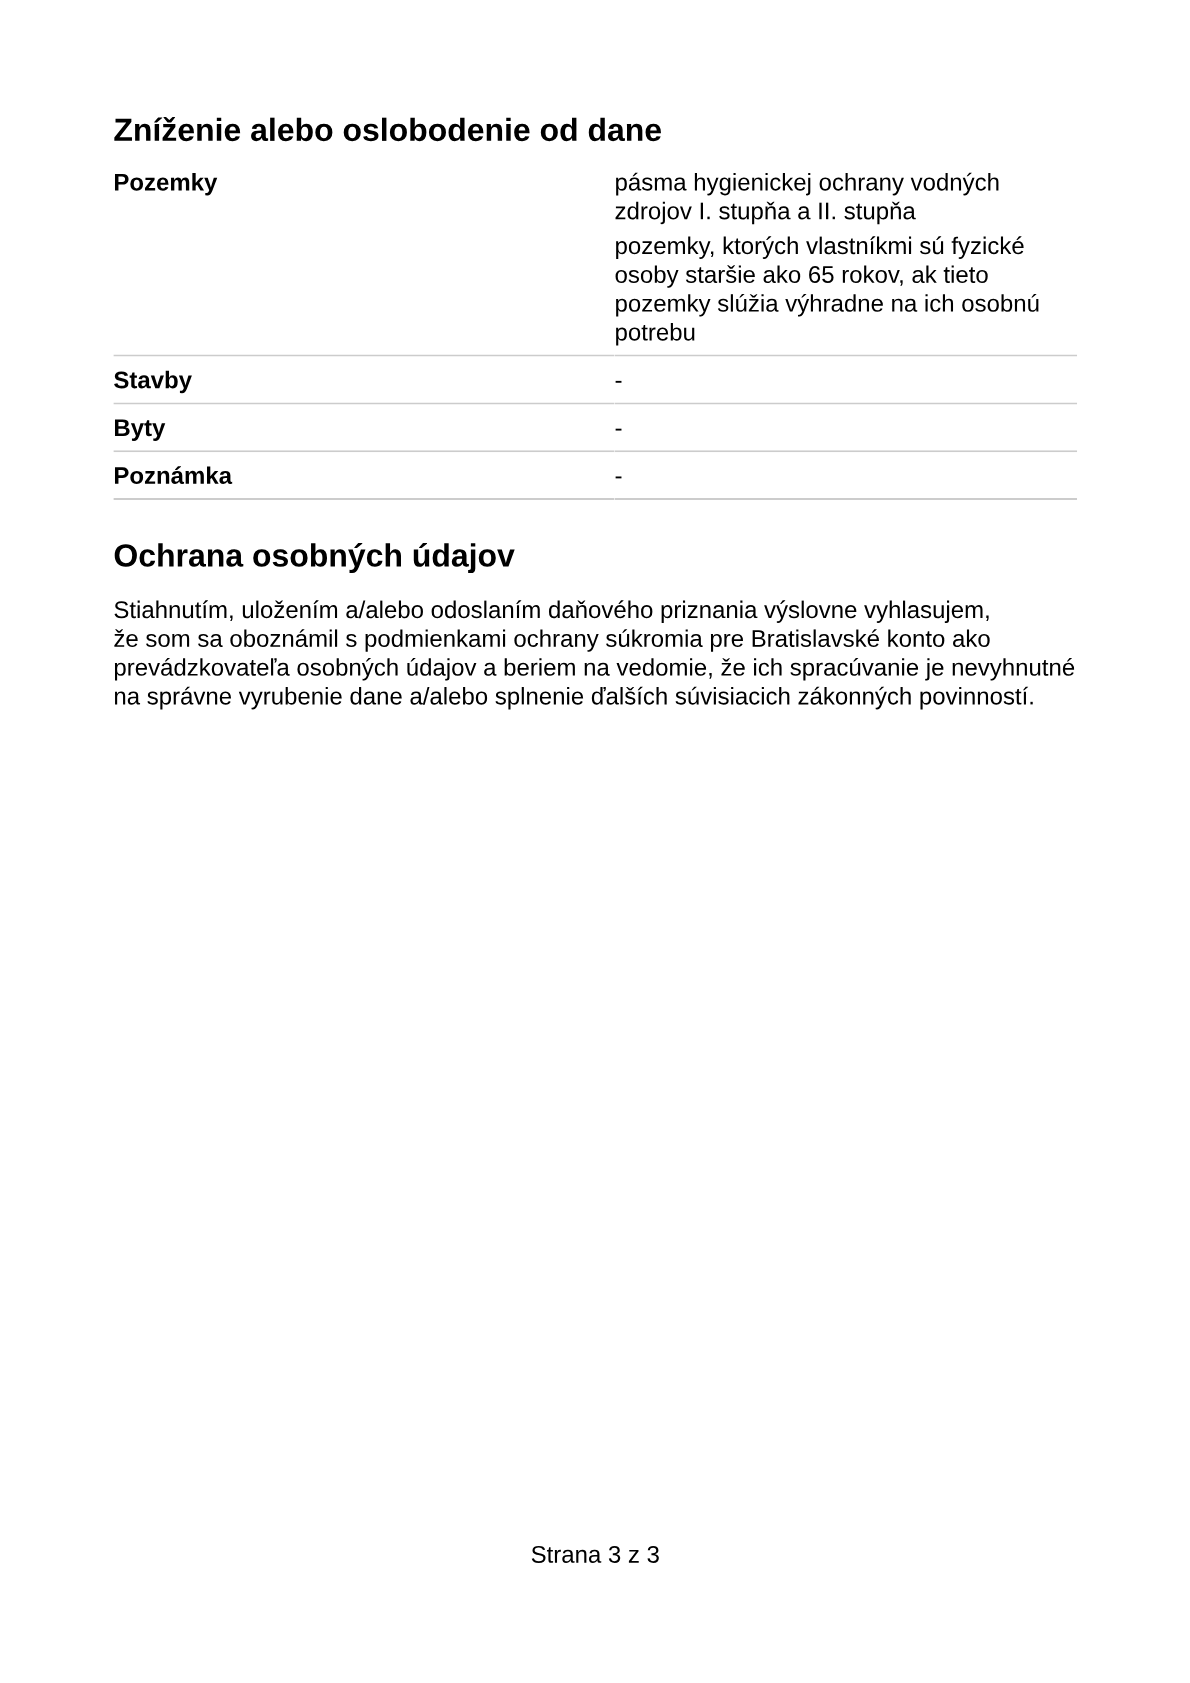 Zníženie alebo oslobodenie od dane
Pozemky
pásma hygienickej ochrany vodných
zdrojov I. stupňa a II. stupňa
pozemky, ktorých vlastníkmi sú fyzické
osoby staršie ako 65 rokov, ak tieto
pozemky slúžia výhradne na ich osobnú
potrebu
Stavby -
Byty -
Poznámka -
Ochrana osobných údajov
Stiahnutím, uložením a/alebo odoslaním daňového priznania výslovne vyhlasujem,
že som sa oboznámil s podmienkami ochrany súkromia pre Bratislavské konto ako
prevádzkovateľa osobných údajov a beriem na vedomie, že ich spracúvanie je nevyhnutné
na správne vyrubenie dane a/alebo splnenie ďalších súvisiacich zákonných povinností.
Strana 3 z 3